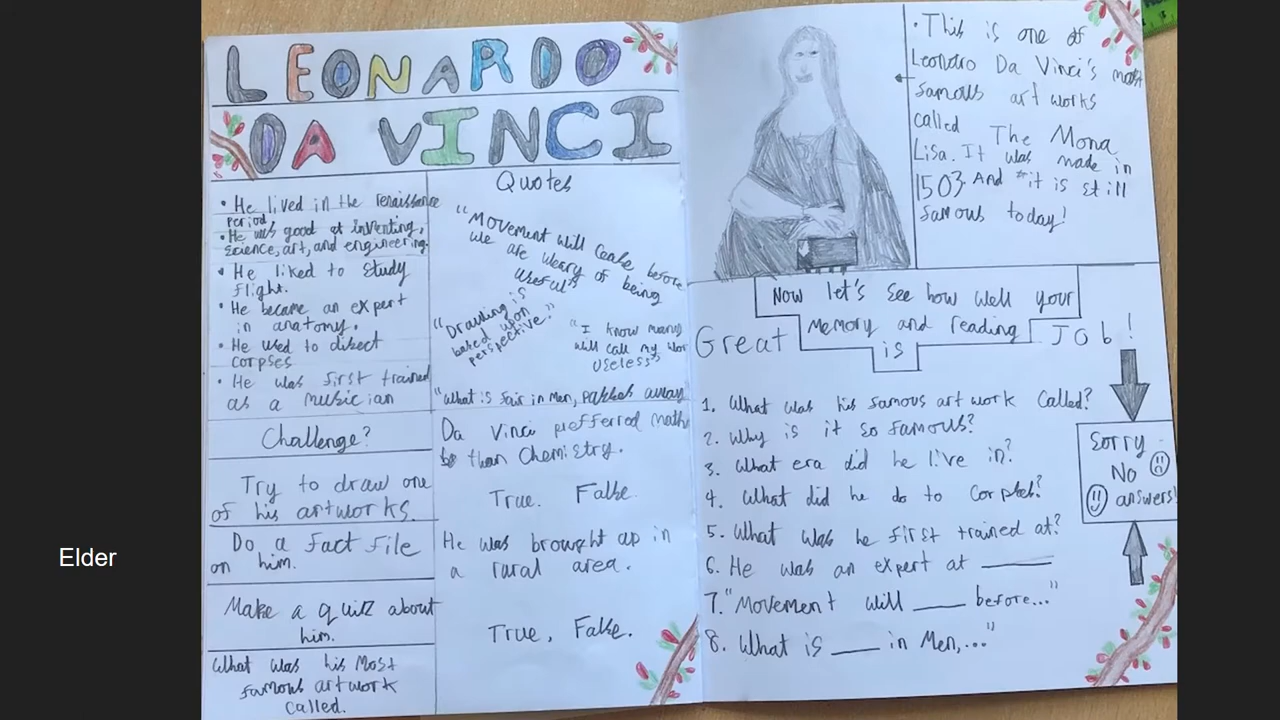 LEONARDO
DA VINCI
• He lived in the renaissance
period
• He was good at inventing,
science, art, and engineering.
• He liked to study
flight.
• He became an expert
in anatomy.
• He used to disect
corpses
• He was first trained
as a musician
Challenge?
Try to draw one
of his artworks.
Do a fact file
on him.
Make a quiz about
him.
What was his Most
famous artwork
called.
Quotes
"Movement will cease before
we are weary of being
useful"
"Drawing is
based upon
perspective."
"I know many
will call my
useless"
"What is fair in Men, passes away
Da Vinci prefferred maths
than Chemistry.
True. False.
He was brought up in
a rural area.
True, False.
• This is one of
Leondro Da Vinci's most
famous art works
called The Mona
Lisa. It was made in
1503. And it is still
famous today!
Now let's see how well your
Memory and reading
is
Great JOb!
1. What was his famous art work called?
2. Why is it so famous?
3. What era did he live in?
4. What did he do to Corpses?
5. What was he first trained at?
6. He was an expert at ____
7. "Movement will ____ before..."
8. What is ____ in Men,..."
Sorry
No
answers!
Elder